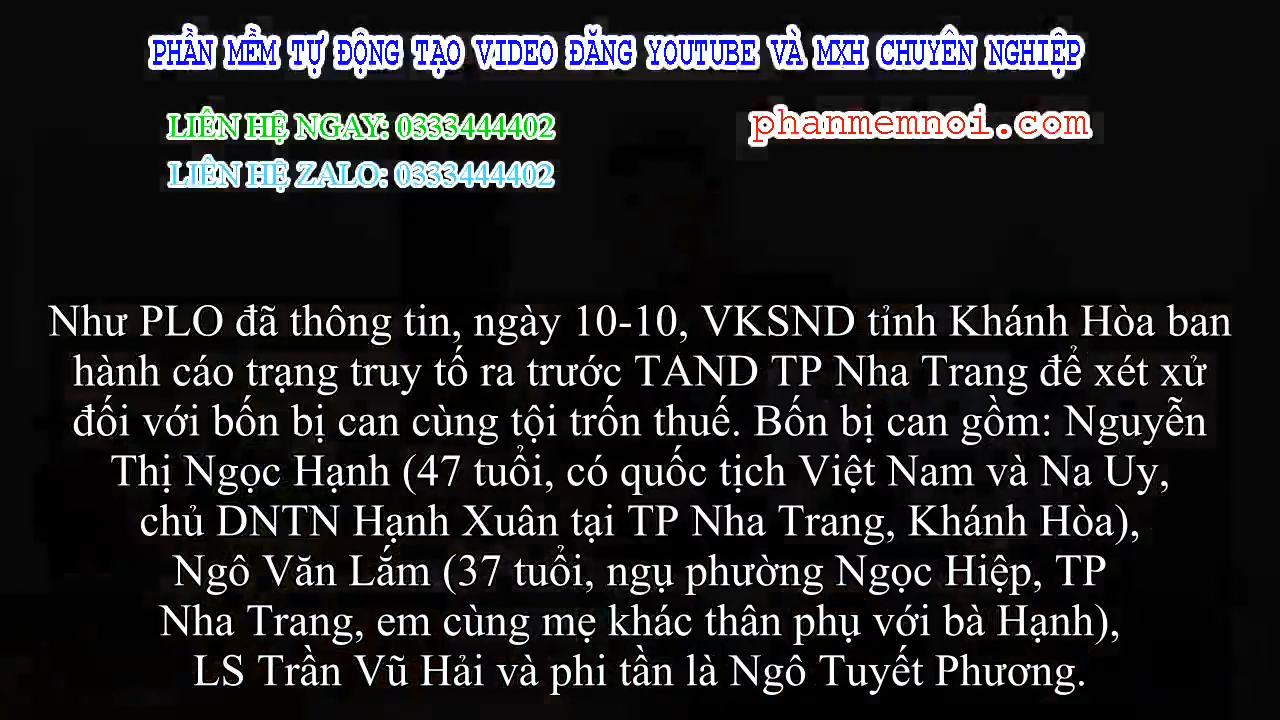 PHẦN MỀM TỰ ĐỘNG TẠO VIDEO ĐĂNG YOUTUBE VÀ MXH CHUYÊN NGHIỆP
LIÊN HỆ NGAY: 0333444402
phanmemnoi.com
LIÊN HỆ ZALO: 0333444402
Như PLO đã thông tin, ngày 10-10, VKSND tỉnh Khánh Hòa ban
hành cáo trạng truy tố ra trước TAND TP Nha Trang để xét xử
đối với bốn bị can cùng tội trốn thuế. Bốn bị can gồm: Nguyễn
Thị Ngọc Hạnh (47 tuổi, có quốc tịch Việt Nam và Na Uy,
chủ DNTN Hạnh Xuân tại TP Nha Trang, Khánh Hòa),
Ngô Văn Lắm (37 tuổi, ngụ phường Ngọc Hiệp, TP
Nha Trang, em cùng mẹ khác thân phụ với bà Hạnh),
LS Trần Vũ Hải và phi tần là Ngô Tuyết Phương.